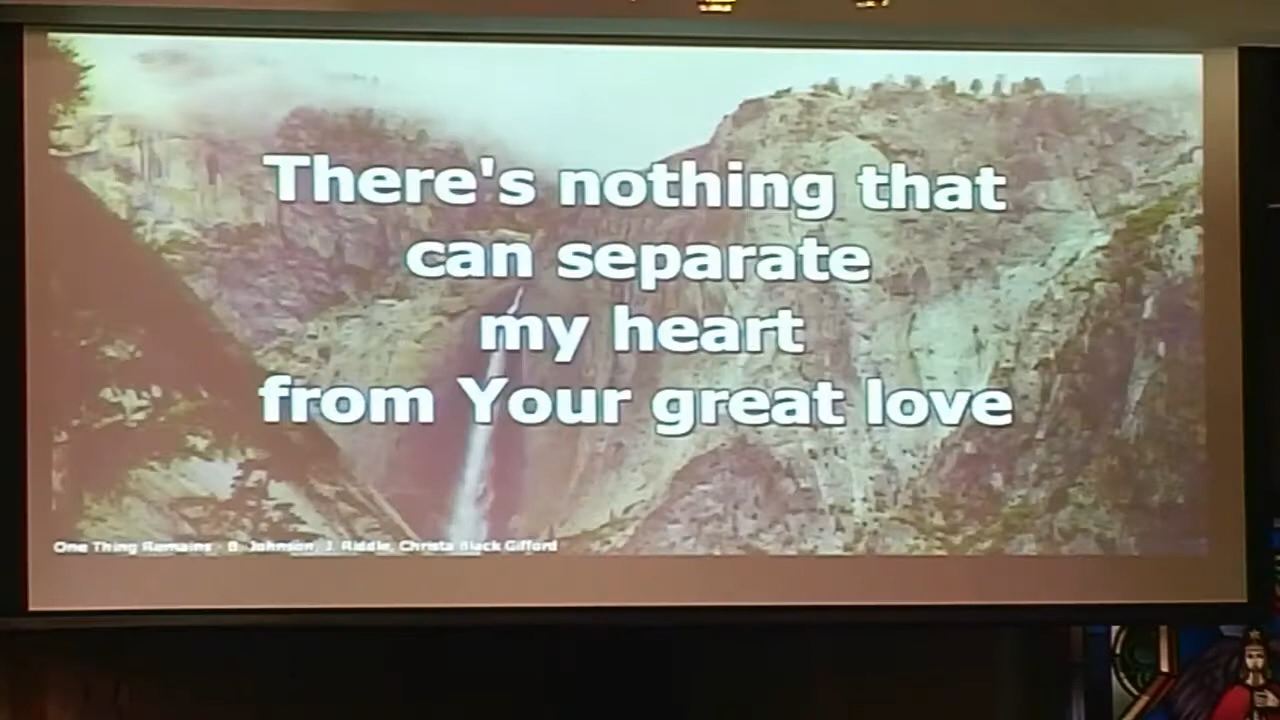 There's nothing that
can separate
my heart
from Your great love
One Thing Remains - B. Johnson, J. Riddle, Christa Black Gifford